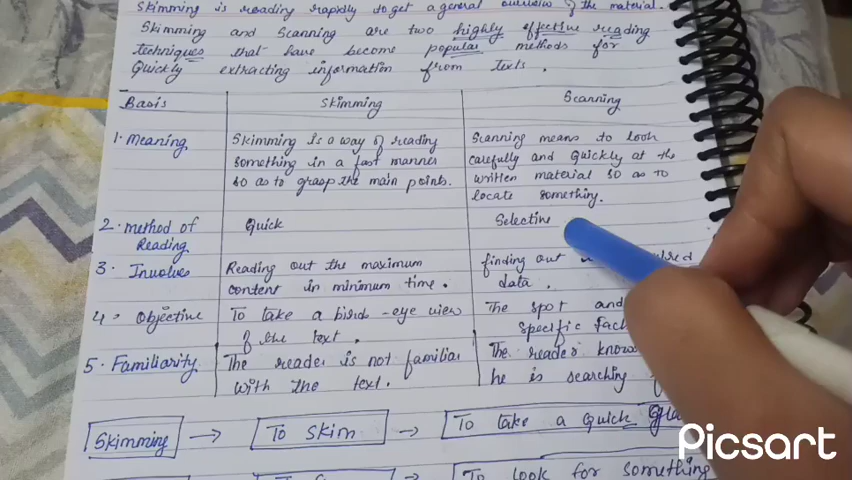 Skimming is reading rapidly to get a general overview of the material.
Skimming and Scanning are two highly effective reading
techniques that have become popular methods for
Quickly extracting information from texts.
Basis Skimming Scanning
1. Meaning Skimming is a way of reading Scanning means to look
something in a fast manner carefully and Quickly at the
so as to grasp the main points. written material so as to
locate something.
2. Method of Quick Selective
Reading
3. Involves Reading out the maximum finding out
content in minimum time. data.
4. Objective To take a bird-eye view The spot and
of the text. specific fact
5. Familiarity The reader is not familiar The reader know
with the text. he is searching
Skimming → To Skim → To take a Quick
To look for something
Picsart